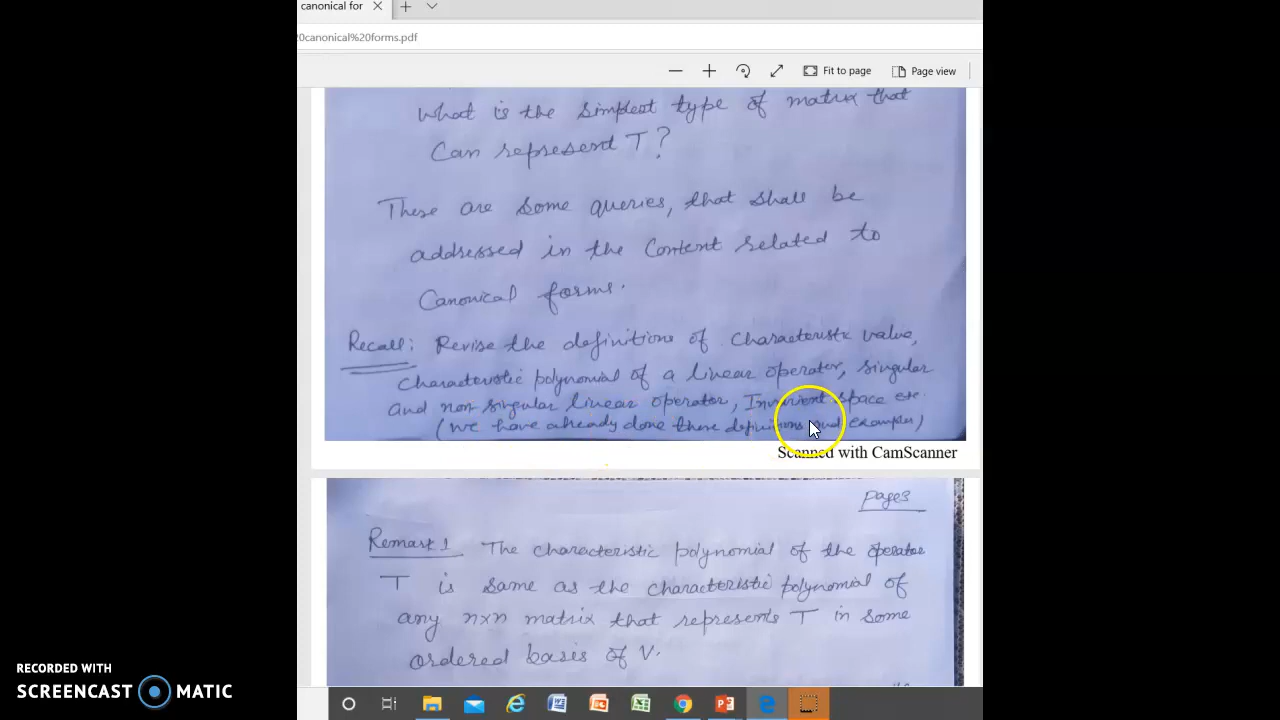 canonical for
20canonical%20forms.pdf
Fit to page
Page view
What is the simplest type of matrix that
Can represent T?
These are some queries, that shall be
addressed in the Content related to
Canonical forms.
Recall: Revise the definitions of characteristic value,
Characteristic polynomial of a linear operator, singular
and non singular linear operator, Invarient space etc.
(We have already done these definitions and examples)
Scanned with CamScanner
page3
Remark 1 The characteristic polynomial of the operator
T is same as the characteristic polynomial of
any nxn matrix that represents T in some
ordered basis of V.
RECORDED WITH
SCREENCAST MATIC